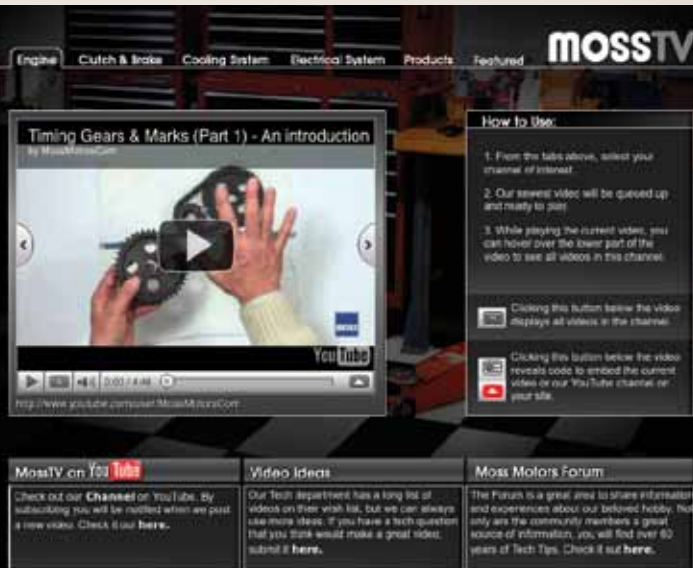 MOSSTV
Engine
Clutch & Brake
Cooling System
Electrical System
Products
Featured
Timing Gears & Marks (Part 1) - An introduction
by MossMotorsCom
MOSS
YouTube
0:00 / 4:48
http://www.youtube.com/user/MossMotorsCom
How to Use:
1. From the tabs above, select your
channel of interest.
2. Our newest video will be queued up
and ready to play.
3. While playing the current video, you
can hover over the lower part of the
video to see all videos in this channel.
Clicking this button below the video
displays all videos in the channel.
Clicking this button below the video
reveals code to embed the current
video or our YouTube channel on
your site.
MossTV on YouTube
Check out our Channel on YouTube. By
subscribing you will be notified when we post
a new video. Check it out here.
Video Ideas
Our Tech department has a long list of
videos on their wish list, but we can always
use more ideas. If you have a tech question
that you think would make a great video,
submit it here.
Moss Motors Forum
The Forum is a great area to share information
and experiences about our beloved hobby. Not
only are the community members a great
source of information, you will find over 60
years of Tech Tips. Check it out here.